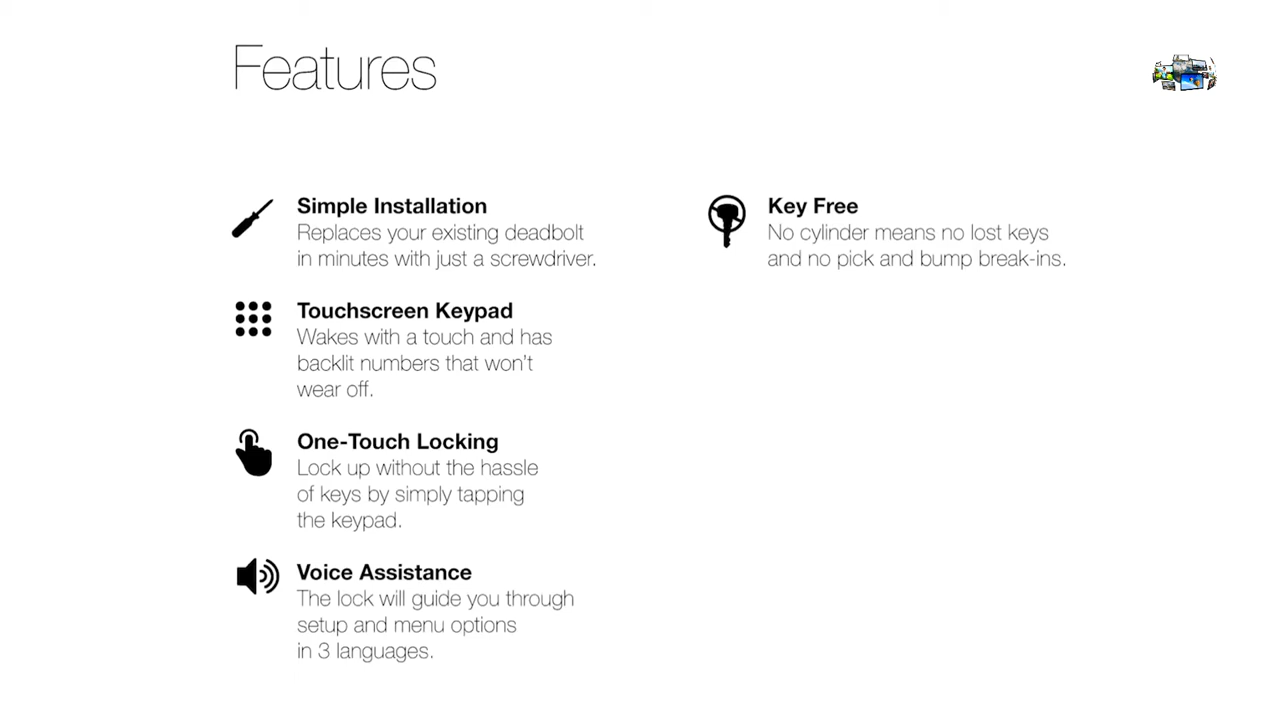 Features
Simple Installation
Replaces your existing deadbolt
in minutes with just a screwdriver.
Touchscreen Keypad
Wakes with a touch and has
backlit numbers that won’t
wear off.
One-Touch Locking
Lock up without the hassle
of keys by simply tapping
the keypad.
Voice Assistance
The lock will guide you through
setup and menu options
in 3 languages.
Key Free
No cylinder means no lost keys
and no pick and bump break-ins.